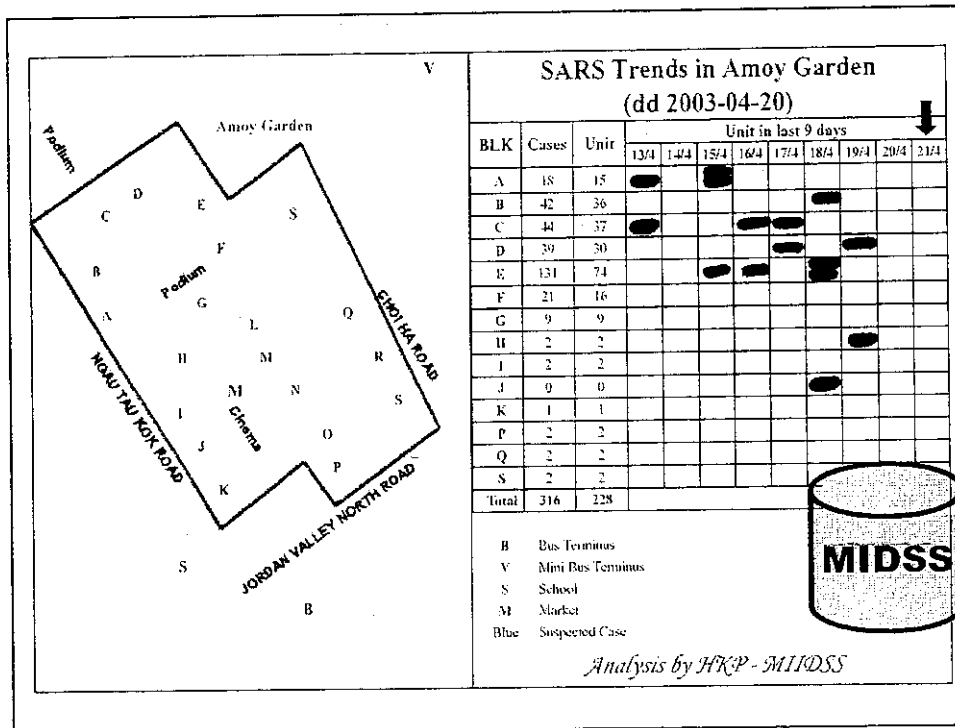 V
Amoy Garden
Podium
D
C
E
S
F
B
Podium
G
A
L
Q
CHOI HA ROAD
H
M
R
M
N
S
NGAU TAU KOK ROAD
I
Cinema
J
O
P
K
JORDAN VALLEY NORTH ROAD
S
B
SARS Trends in Amoy Garden
(dd 2003-04-20)
BLK Cases Unit Unit in last 9 days
13/4 14/4 15/4 16/4 17/4 18/4 19/4 20/4 21/4
A 18 15
B 42 36
C 44 37
D 39 30
E 131 74
F 21 16
G 9 9
H 2 2
I 2 2
J 0 0
K 1 1
P 2 2
Q 2 2
S 2 2
Total 316 228
B Bus Terminus
V Mini Bus Terminus
S School
M Market
Blue Suspected Case
MIDSS
Analysis by HKP - MIIDSS